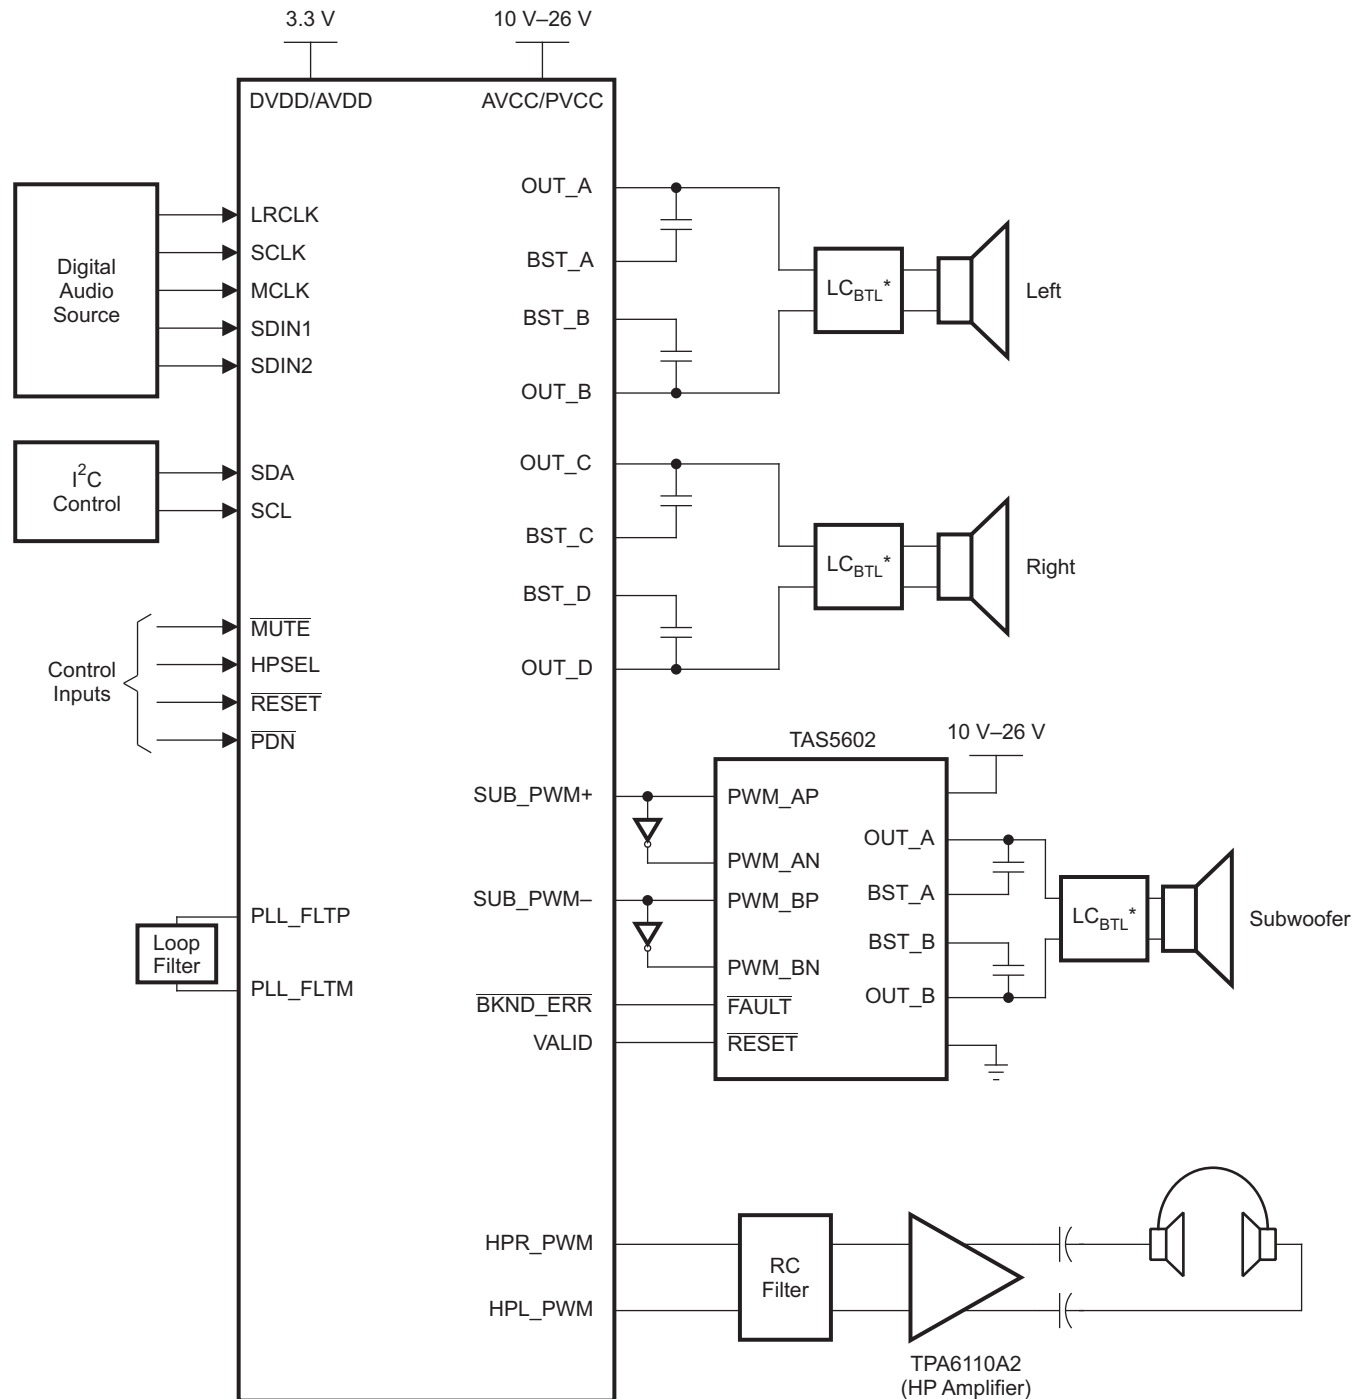 3.3 V
10 V–26 V
DVDD/AVDD
AVCC/PVCC
Digital
Audio
Source
LRCLK
SCLK
MCLK
SDIN1
SDIN2
I²C
Control
SDA
SCL
Control
Inputs
MUTE
HPSEL
RESET
PDN
Loop
Filter
PLL_FLTP
PLL_FLTM
OUT_A
BST_A
BST_B
OUT_B
LCBTL*
Left
OUT_C
BST_C
BST_D
OUT_D
LCBTL*
Right
TAS5602
10 V–26 V
SUB_PWM+
SUB_PWM–
BKND_ERR
VALID
PWM_AP
PWM_AN
PWM_BP
PWM_BN
FAULT
RESET
OUT_A
BST_A
BST_B
OUT_B
LCBTL*
Subwoofer
HPR_PWM
HPL_PWM
RC
Filter
TPA6110A2
(HP Amplifier)